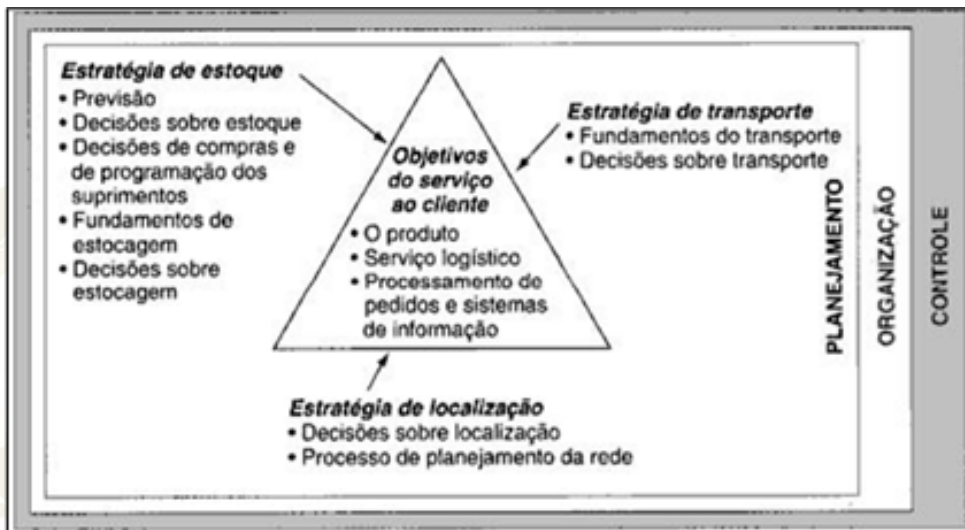 Estratégia de estoque
• Previsão
• Decisões sobre estoque
• Decisões de compras e
de programação dos
suprimentos
• Fundamentos de
estocagem
• Decisões sobre
estocagem
Objetivos
do serviço
ao cliente
• O produto
• Serviço logístico
• Processamento de
pedidos e sistemas
de informação
Estratégia de transporte
• Fundamentos do transporte
• Decisões sobre transporte
Estratégia de localização
• Decisões sobre localização
• Processo de planejamento da rede
PLANEJAMENTO
ORGANIZAÇÃO
CONTROLE